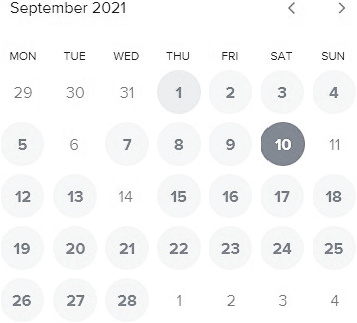 September 2021
MON TUE WED THU FRI SAT SUN
29 30 31 1 2 3 4
5 6 7 8 9 10 11
12 13 14 15 16 17 18
19 20 21 22 23 24 25
26 27 28 1 2 3 4